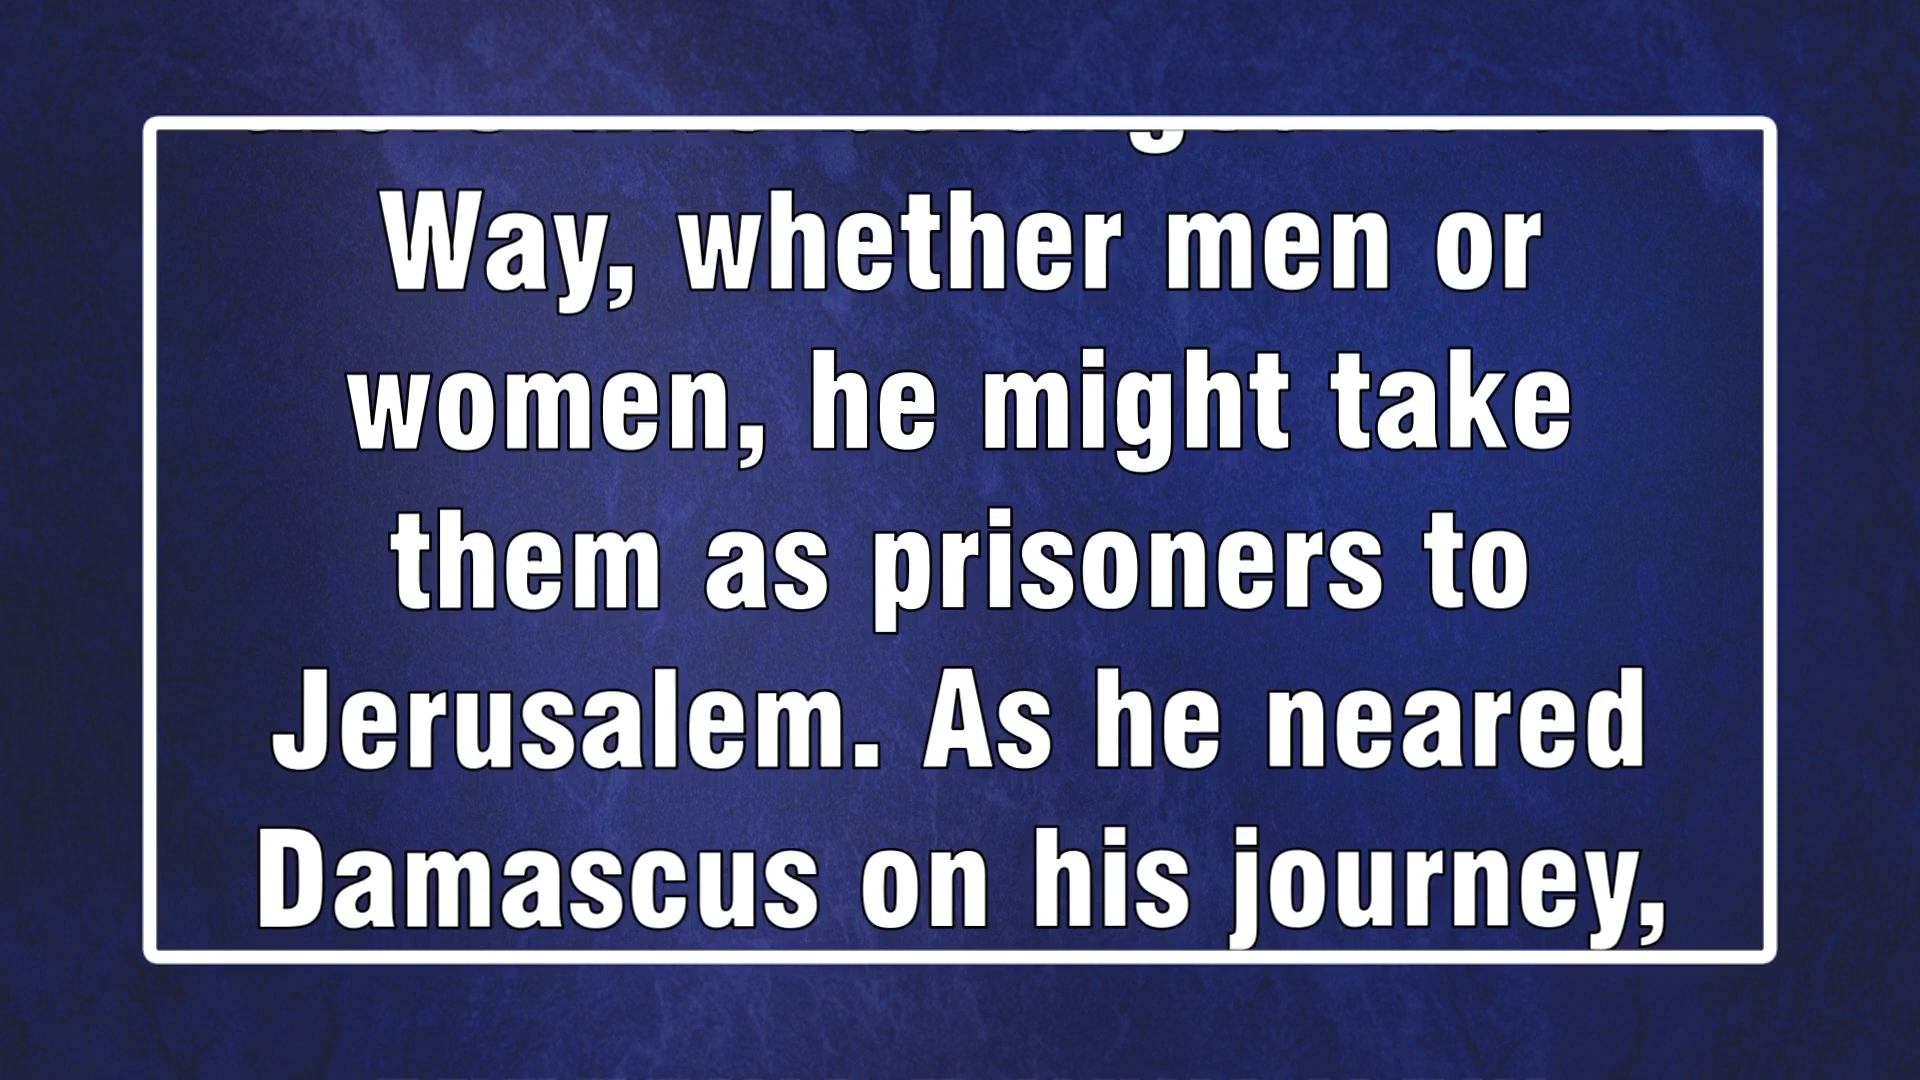 Way, whether men or
women, he might take
them as prisoners to
Jerusalem. As he neared
Damascus on his journey,